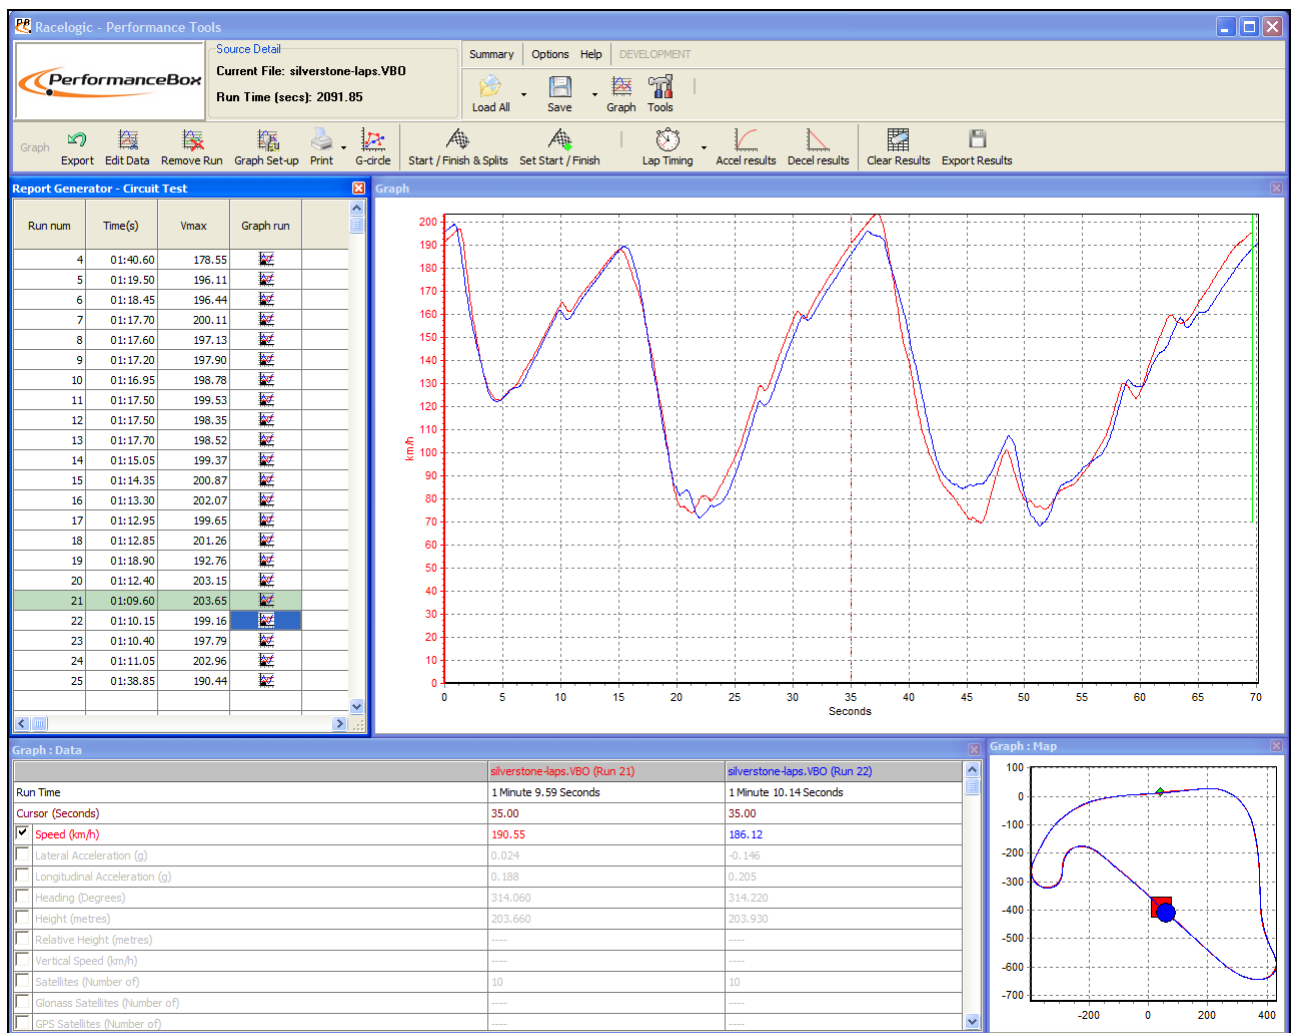 Racelogic - Performance Tools
PerformanceBox
Source Detail
Current File: silverstone-laps.VBO
Run Time (secs): 2091.85
Summary Options Help DEVELOPMENT
Load All Save Graph Tools
Graph Export Edit Data Remove Run Graph Set-up Print G-circle Start / Finish & Splits Set Start / Finish Lap Timing Accel results Decel results Clear Results Export Results
Report Generator - Circuit Test
Run num Time(s) Vmax Graph run
4 01:40.60 178.55
5 01:19.50 196.11
6 01:18.45 196.44
7 01:17.70 200.11
8 01:17.60 197.13
9 01:17.20 197.90
10 01:16.95 198.78
11 01:17.50 199.53
12 01:17.50 198.35
13 01:17.70 198.52
14 01:15.05 199.37
15 01:14.35 200.87
16 01:13.30 202.07
17 01:12.95 199.65
18 01:12.85 201.26
19 01:18.90 192.76
20 01:12.40 203.15
21 01:09.60 203.65
22 01:10.15 199.16
23 01:10.40 197.79
24 01:11.05 202.96
25 01:38.85 190.44
Graph
200
190
180
170
160
150
140
130
120
110
100
90
80
70
60
50
40
30
20
10
0
km/h
0 5 10 15 20 25 30 35 40 45 50 55 60 65 70
Seconds
Graph : Data
silverstone-laps.VBO (Run 21) silverstone-laps.VBO (Run 22)
Run Time 1 Minute 9.59 Seconds 1 Minute 10.14 Seconds
Cursor (Seconds) 35.00 35.00
Speed (km/h) 190.55 186.12
Lateral Acceleration (g) 0.024 -0.146
Longitudinal Acceleration (g) 0.188 0.205
Heading (Degrees) 314.060 314.220
Height (metres) 203.660 203.930
Relative Height (metres) ---- ----
Vertical Speed (km/h) ---- ----
Satellites (Number of) 10 10
Glonass Satellites (Number of) ---- ----
GPS Satellites (Number of) ---- ----
Graph : Map
100
0
-100
-200
-300
-400
-500
-600
-700
-200 0 200 400